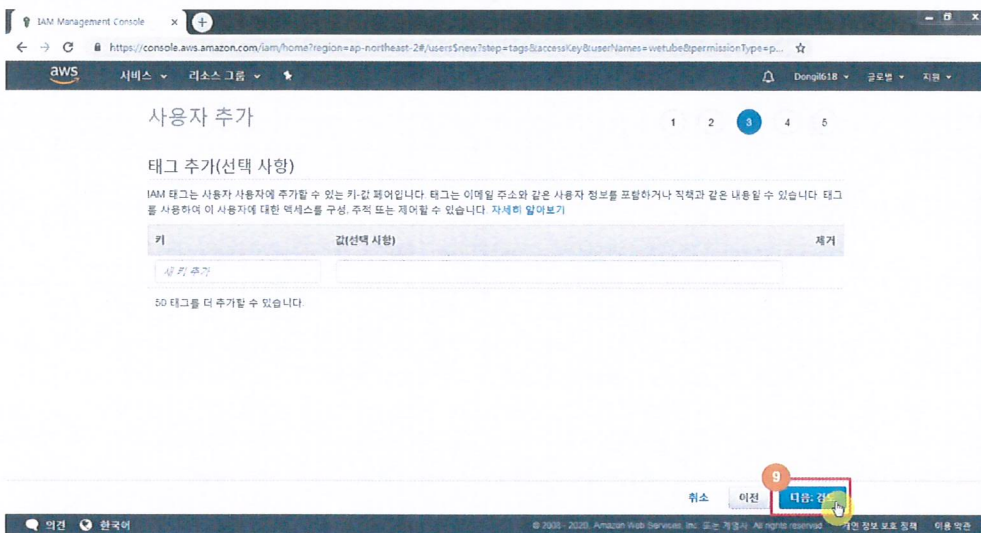 IAM Management Console
https://console.aws.amazon.com/iam/home?region=ap-northeast-2#/users$new?step=tags&accessKey&userNames=wetube&permissionType=p...
aws 서비스 리소스 그룹 Dongil618 글로벌 지원
사용자 추가
1 2 3 4 5
태그 추가(선택 사항)
IAM 태그는 사용자 사용자에 추가할 수 있는 키-값 페어입니다. 태그는 이메일 주소와 같은 사용자 정보를 포함하거나 직책과 같은 내용일 수 있습니다. 태그
를 사용하여 이 사용자에 대한 액세스를 구성, 추적 또는 제어할 수 있습니다. 자세히 알아보기
키 값(선택 사항) 제거
새 키 추가
50 태그를 더 추가할 수 있습니다.
9
취소 이전 다음: 검토
의견 한국어 © 2008 - 2020, Amazon Web Services, Inc. 또는 계열사. All rights reserved. 개인 정보 보호 정책 이용 약관